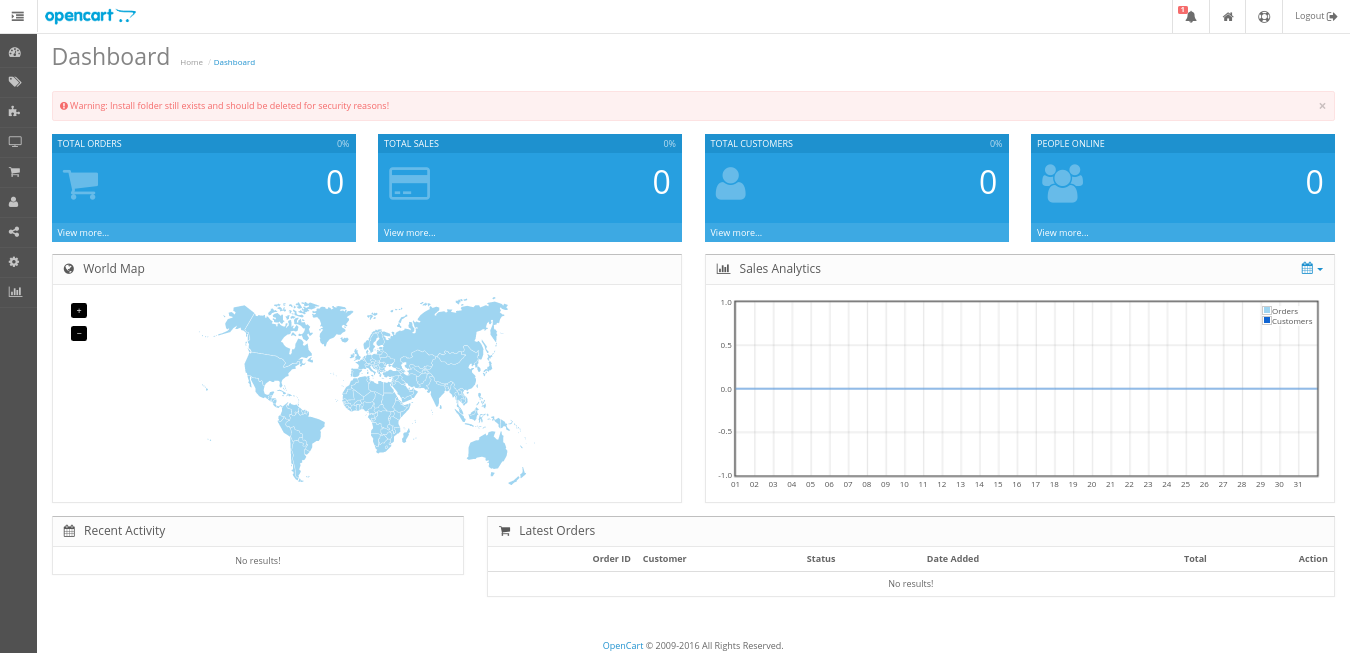 opencart
1
Logout
Dashboard Home / Dashboard
Warning: Install folder still exists and should be deleted for security reasons! ×
TOTAL ORDERS 0%
0
View more...
TOTAL SALES 0%
0
View more...
TOTAL CUSTOMERS 0%
0
View more...
PEOPLE ONLINE
0
View more...
World Map
+
−
Sales Analytics
Orders
Customers
1.0
0.5
0.0
-0.5
-1.0
01 02 03 04 05 06 07 08 09 10 11 12 13 14 15 16 17 18 19 20 21 22 23 24 25 26 27 28 29 30 31
Recent Activity
No results!
Latest Orders
Order ID Customer Status Date Added Total Action
No results!
OpenCart © 2009-2016 All Rights Reserved.